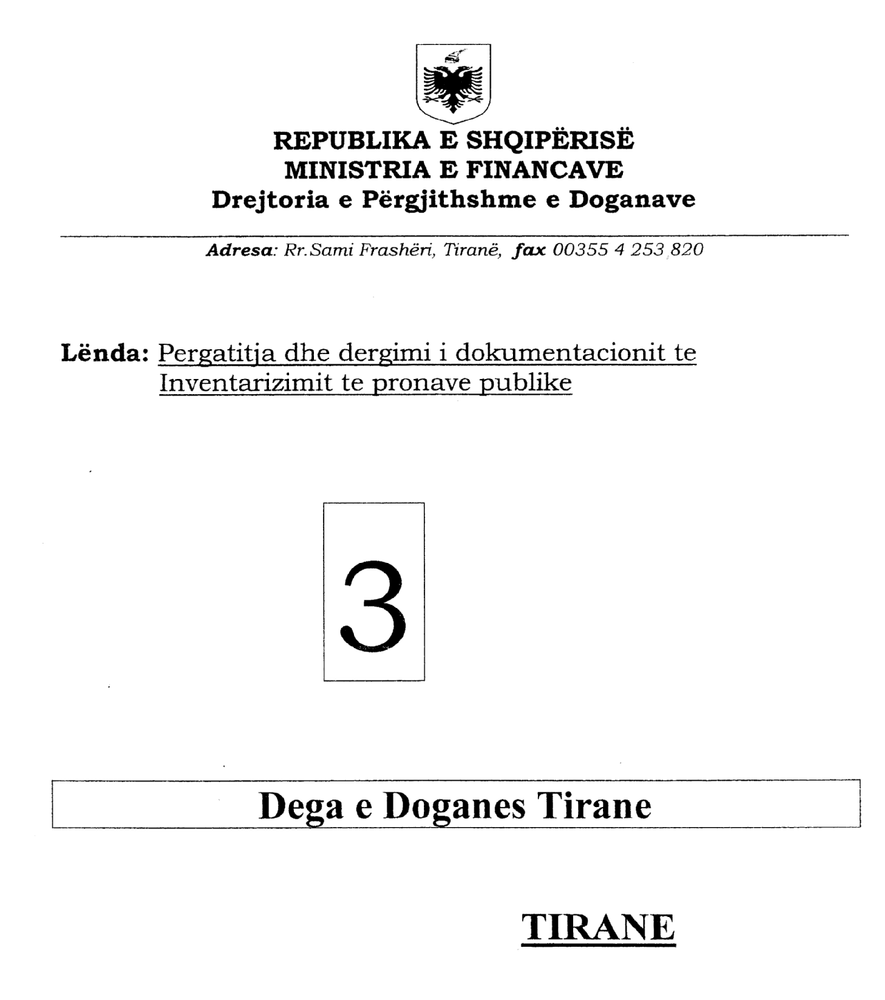 REPUBLIKA E SHQIPËRISË
MINISTRIA E FINANCAVE
Drejtoria e Përgjithshme e Doganave
Adresa: Rr.Sami Frashëri, Tiranë, fax 00355 4 253 820
Lënda: Pergatitja dhe dergimi i dokumentacionit te
Inventarizimit te pronave publike
3
Dega e Doganes Tirane
TIRANE